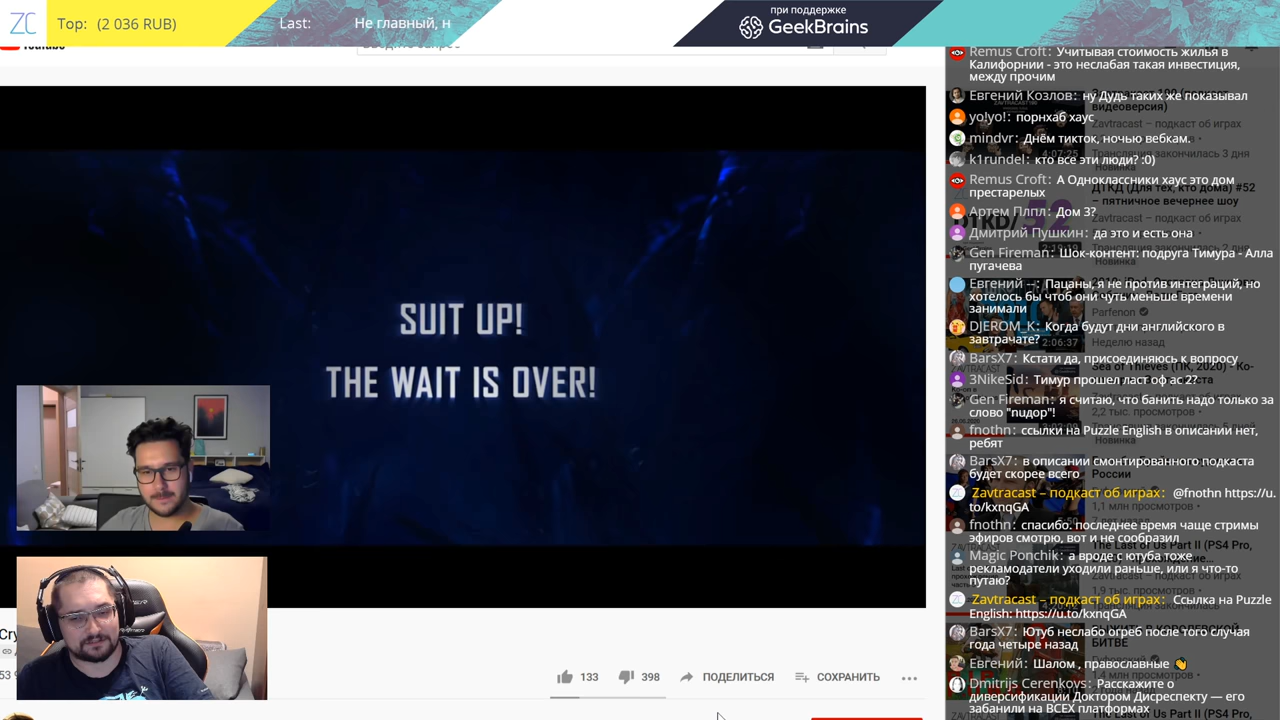 ZC
Top: (2 036 RUB)
Last:
Не главный, н
при поддержке
GeekBrains
SUIT UP!
THE WAIT IS OVER!
133
398
ПОДЕЛИТЬСЯ
СОХРАНИТЬ
Remus Croft: Учитывая стоимость жилья в
Калифорнии - это неслабая такая инвестиция,
между прочим
Евгений Козлов: ну Дудь таких же показывал
yo!yo!: порнхаб хаус
mindvr: Днём тикток, ночью вебкам.
k1rundel: кто все эти люди? :0)
Remus Croft: А Одноклассники хаус это дом
престарелых
Артем Плпл: Дом 3?
Дмитрий Пушкин: да это и есть она
Gen Fireman: Шок-контент: подруга Тимура - Алла
пугачева
Евгений --: Пацаны, я не против интеграций, но
хотелось бы чтоб они чуть меньше времени
занимали
DJEROM_K: Когда будут дни английского в
завтрачате?
BarsX7: Кстати да, присоединяюсь к вопросу
3NikeSid: Тимур прошел ласт оф ас 2?
Gen Fireman: я считаю, что банить надо только за
слово "пudop"!
fnothn: ссылки на Puzzle English в описании нет,
ребят
BarsX7: в описании смонтированного подкаста
будет скорее всего
Zavtracast – подкаст об играх: @fnothn https://u.
to/kxnqGA
fnothn: спасибо. последнее время чаще стримы
эфиров смотрю, вот и не сообразил
Magic Ponchik: а вроде с ютуба тоже
рекламодатели уходили раньше, или я что-то
путаю?
Zavtracast – подкаст об играх: Ссылка на Puzzle
English: https://u.to/kxnqGA
BarsX7: Ютуб неслабо огреб после того случая
года четыре назад
Евгений: Шалом , православные 👋
Dmitrijs Cerenkovs: Расскажите о
диверсификации Доктором Дисреспекту — его
забанили на ВСЕХ платформах